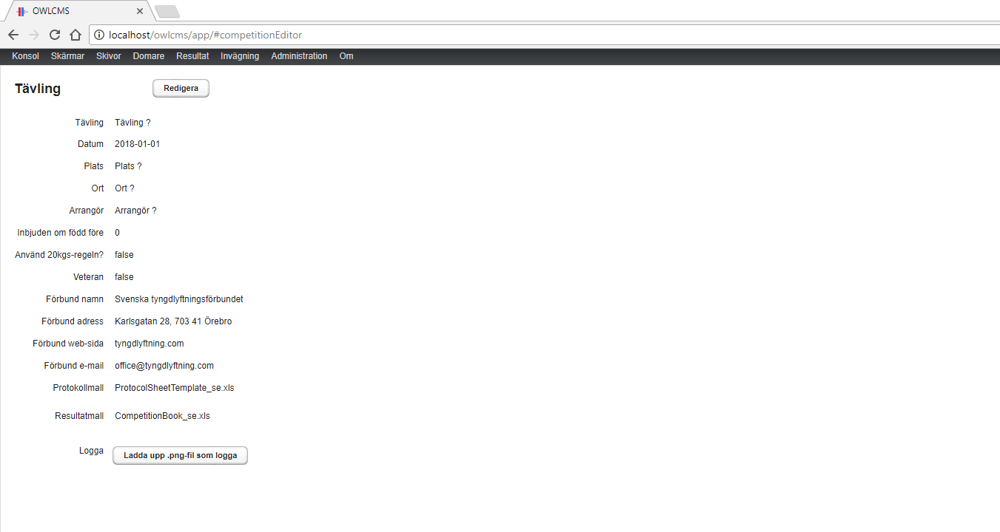 OWLCMS
localhost/owlcms/app/#competitionEditor
Konsol Skärmar Skivor Domare Resultat Invägning Administration Om
Tävling Redigera
Tävling Tävling ?
Datum 2018-01-01
Plats Plats ?
Ort Ort ?
Arrangör Arrangör ?
Inbjuden om född före 0
Använd 20kgs-regeln? false
Veteran false
Förbund namn Svenska tyngdlyftningsförbundet
Förbund adress Karlsgatan 28, 703 41 Örebro
Förbund web-sida tyngdlyftning.com
Förbund e-mail office@tyngdlyftning.com
Protokollmall ProtocolSheetTemplate_se.xls
Resultatmall CompetitionBook_se.xls
Logga Ladda upp .png-fil som logga